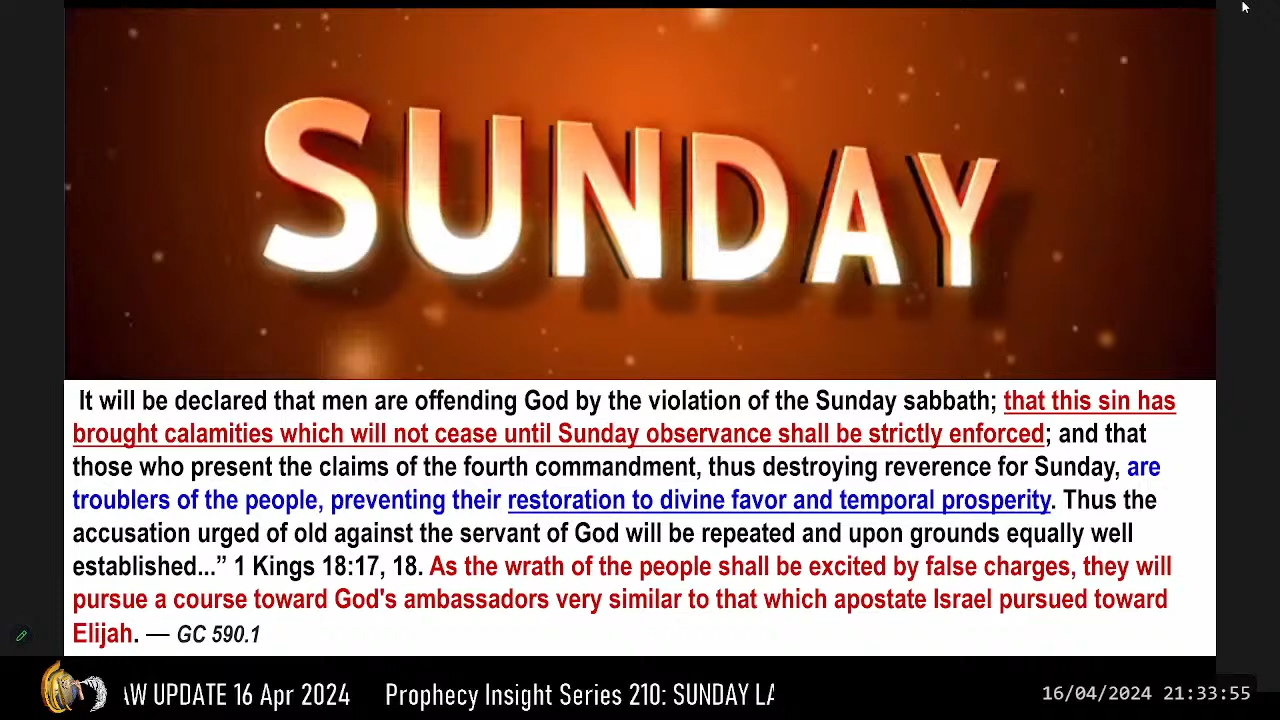 SUNDAY
It will be declared that men are offending God by the violation of the Sunday sabbath; that this sin has
brought calamities which will not cease until Sunday observance shall be strictly enforced; and that
those who present the claims of the fourth commandment, thus destroying reverence for Sunday, are
troublers of the people, preventing their restoration to divine favor and temporal prosperity. Thus the
accusation urged of old against the servant of God will be repeated and upon grounds equally well
established...” 1 Kings 18:17, 18. As the wrath of the people shall be excited by false charges, they will
pursue a course toward God's ambassadors very similar to that which apostate Israel pursued toward
Elijah. — GC 590.1
AW UPDATE 16 Apr 2024 Prophecy Insight Series 210: SUNDAY LA
16/04/2024 21:33:55